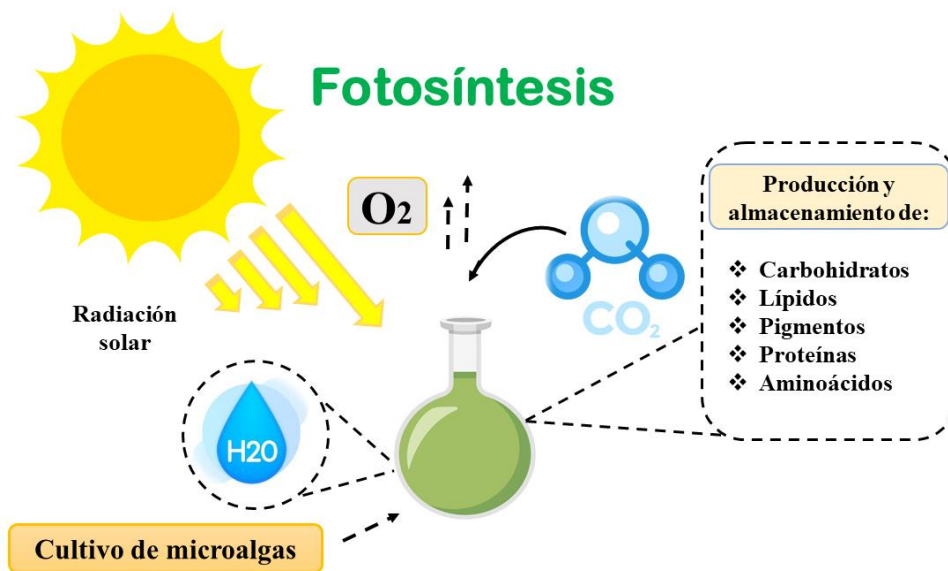 Fotosíntesis
O2
CO2
Radiación
solar
H2O
Cultivo de microalgas
Producción y
almacenamiento de:
❖ Carbohidratos
❖ Lípidos
❖ Pigmentos
❖ Proteínas
❖ Aminoácidos